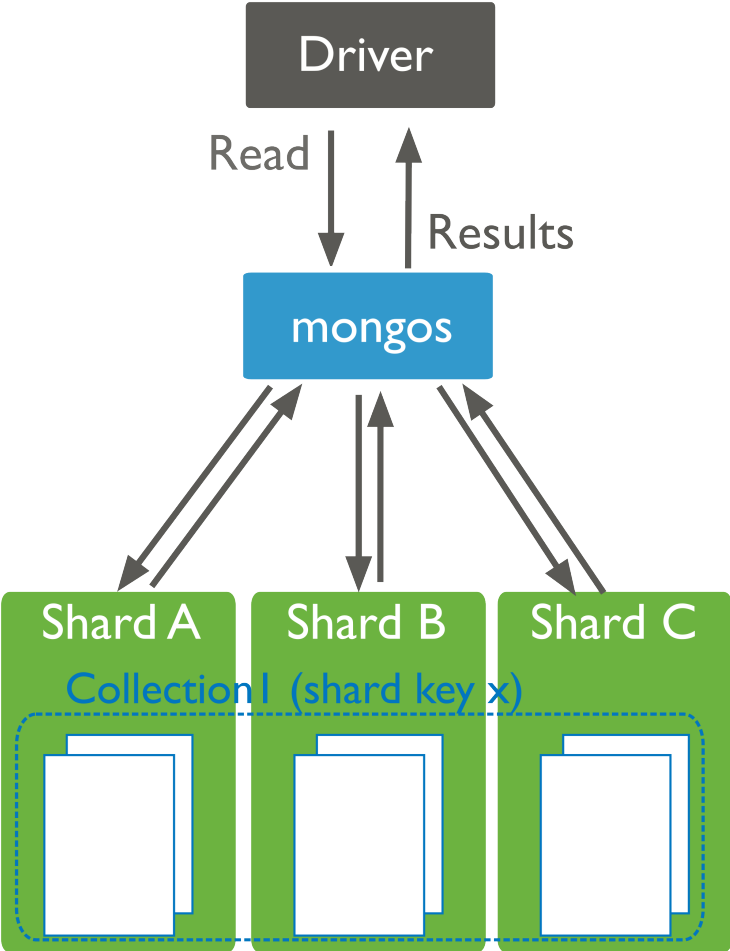 Driver
Read
Results
mongos
Shard A
Shard B
Shard C
Collection1 (shard key x)